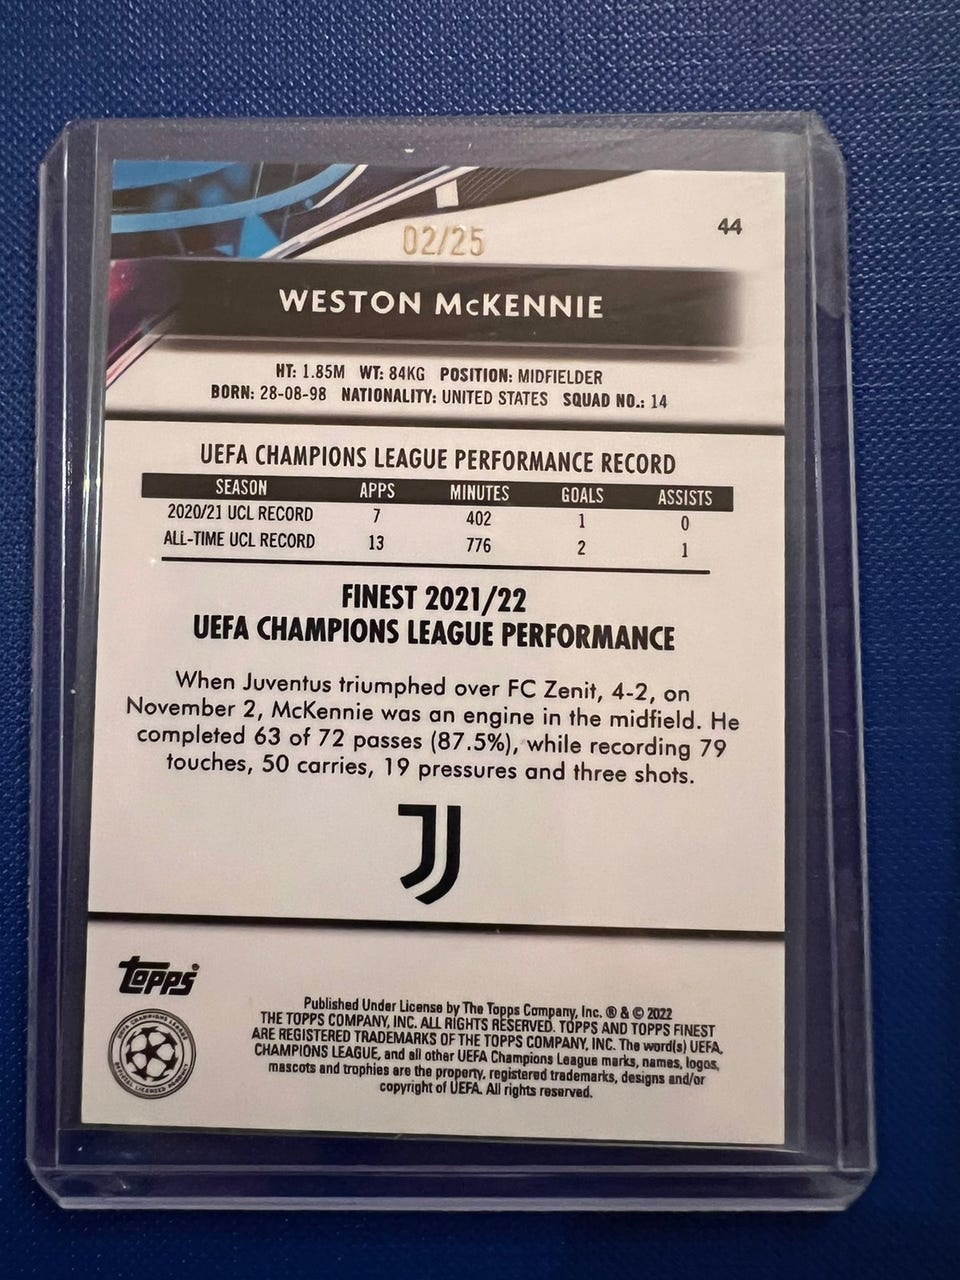 44
02/25
WESTON McKENNIE
HT: 1.85M WT: 84KG POSITION: MIDFIELDER
BORN: 28-08-98 NATIONALITY: UNITED STATES SQUAD NO.: 14
UEFA CHAMPIONS LEAGUE PERFORMANCE RECORD
SEASON APPS MINUTES GOALS ASSISTS
2020/21 UCL RECORD 7 402 1 0
ALL-TIME UCL RECORD 13 776 2 1
FINEST 2021/22
UEFA CHAMPIONS LEAGUE PERFORMANCE
When Juventus triumphed over FC Zenit, 4-2, on
November 2, McKennie was an engine in the midfield. He
completed 63 of 72 passes (87.5%), while recording 79
touches, 50 carries, 19 pressures and three shots.
J
Topps®
UEFA CHAMPIONS LEAGUE
OFFICIAL LICENSED PRODUCT
Published Under License by The Topps Company, Inc. ® & © 2022
THE TOPPS COMPANY, INC. ALL RIGHTS RESERVED. TOPPS AND TOPPS FINEST
ARE REGISTERED TRADEMARKS OF THE TOPPS COMPANY, INC. The word(s) UEFA,
CHAMPIONS LEAGUE, and all other UEFA Champions League marks, names, logos,
mascots and trophies are the property, registered trademarks, designs and/or
copyright of UEFA. All rights reserved.